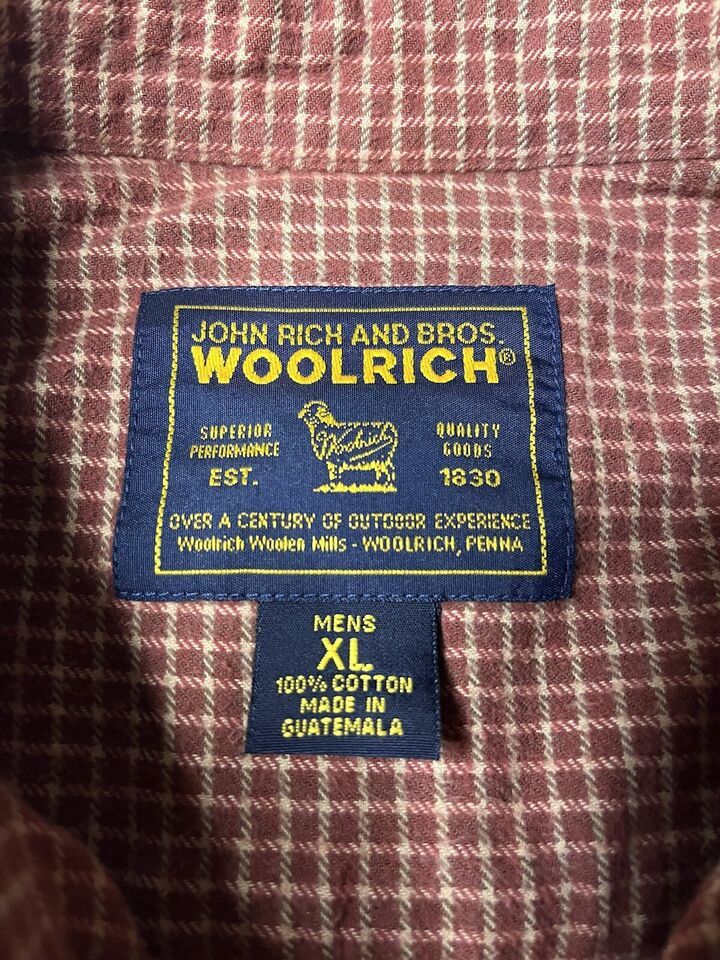 JOHN RICH AND BROS.
WOOLRICH®
SUPERIOR
PERFORMANCE
EST.
Woolrich
QUALITY
GOODS
1830
OVER A CENTURY OF OUTDOOR EXPERIENCE
Woolrich Woolen Mills - WOOLRICH, PENNA
MENS
XL
100% COTTON
MADE IN
GUATEMALA